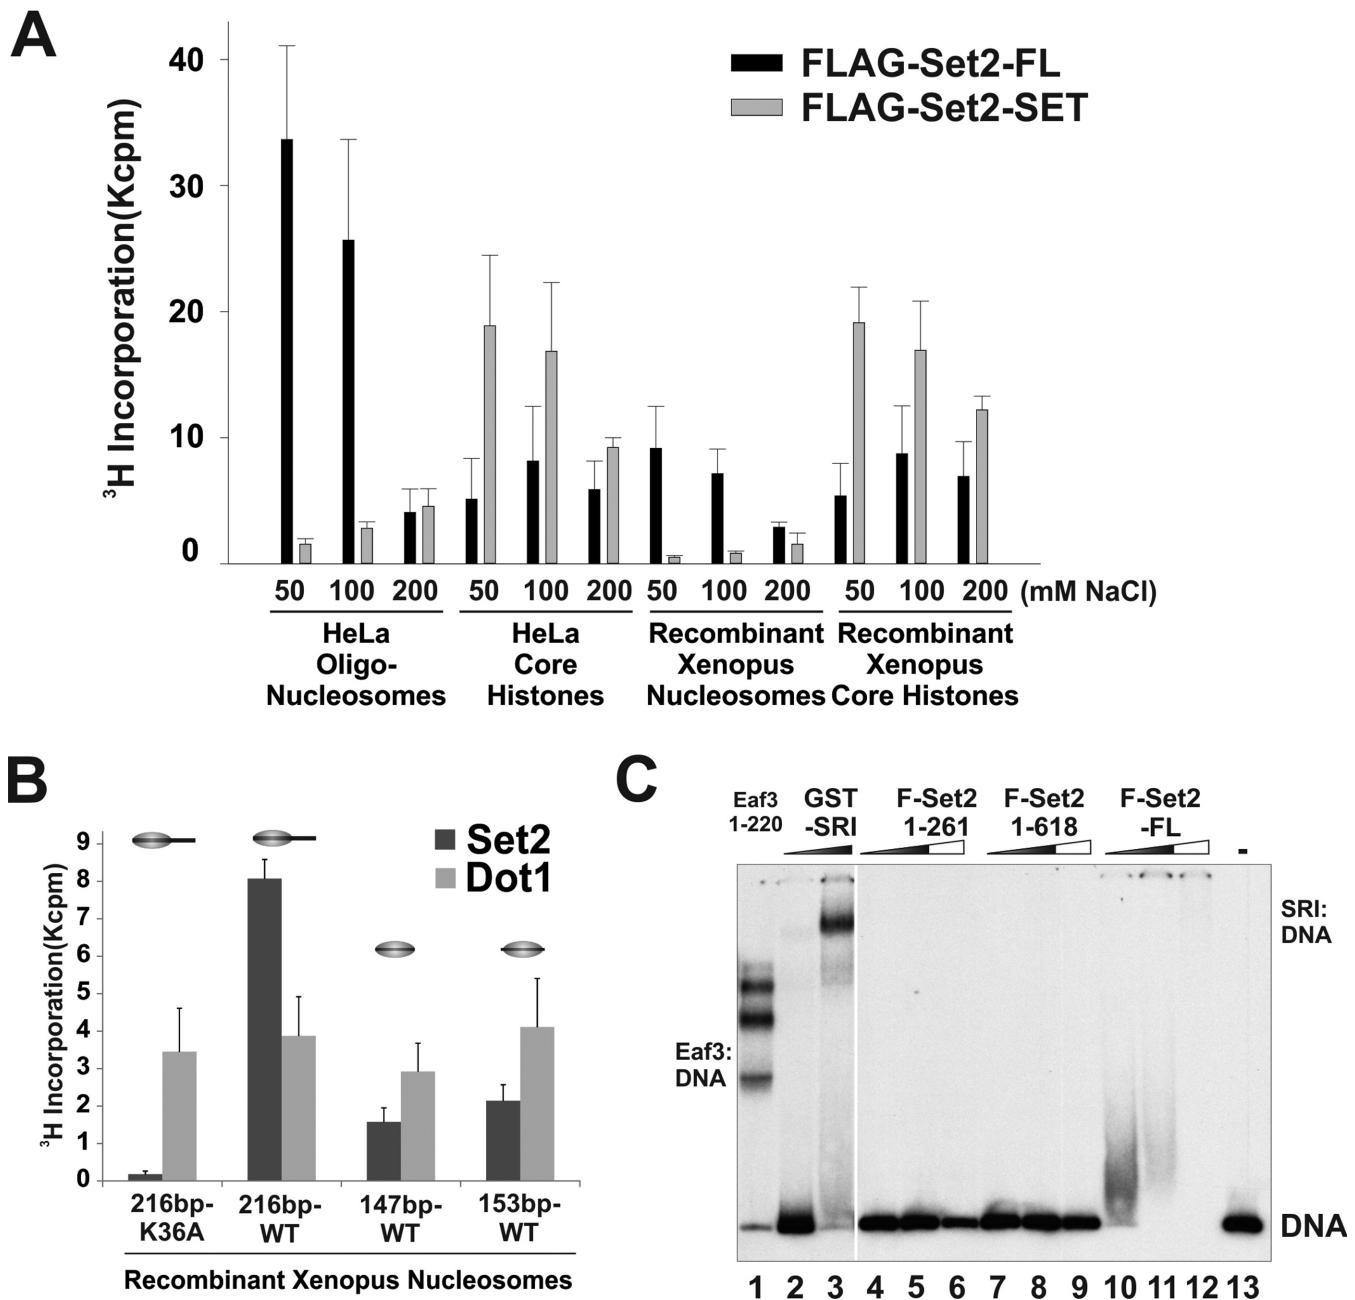 A
³H Incorporation(Kcpm)
40
30
20
10
0
FLAG-Set2-FL
FLAG-Set2-SET
50 100 200 50 100 200 50 100 200 50 100 200 (mM NaCl)
HeLa
Oligo-
Nucleosomes
HeLa
Core
Histones
Recombinant
Xenopus
Nucleosomes
Recombinant
Xenopus
Core Histones
B
³H Incorporation(Kcpm)
9
8
7
6
5
4
3
2
1
0
Set2
Dot1
216bp-
K36A
216bp-
WT
147bp-
WT
153bp-
WT
Recombinant Xenopus Nucleosomes
C
Eaf3
1-220
GST
-SRI
F-Set2
1-261
F-Set2
1-618
F-Set2
-FL
-
SRI:
DNA
Eaf3:
DNA
DNA
1 2 3 4 5 6 7 8 9 10 11 12 13